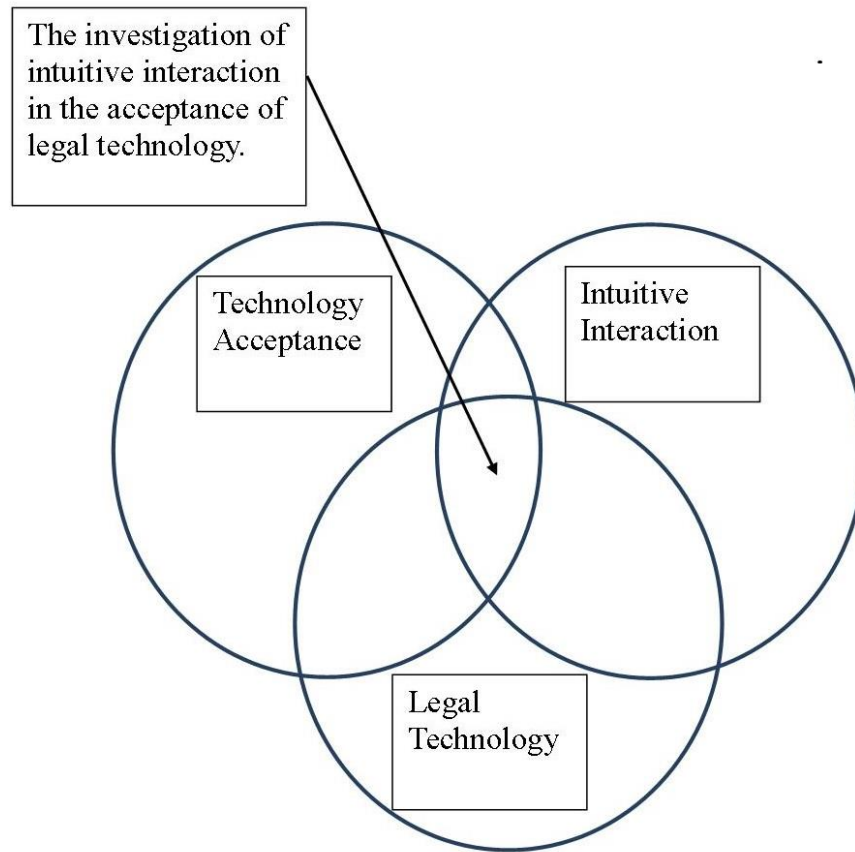 The investigation of
intuitive interaction
in the acceptance of
legal technology.
Technology
Acceptance
Intuitive
Interaction
Legal
Technology